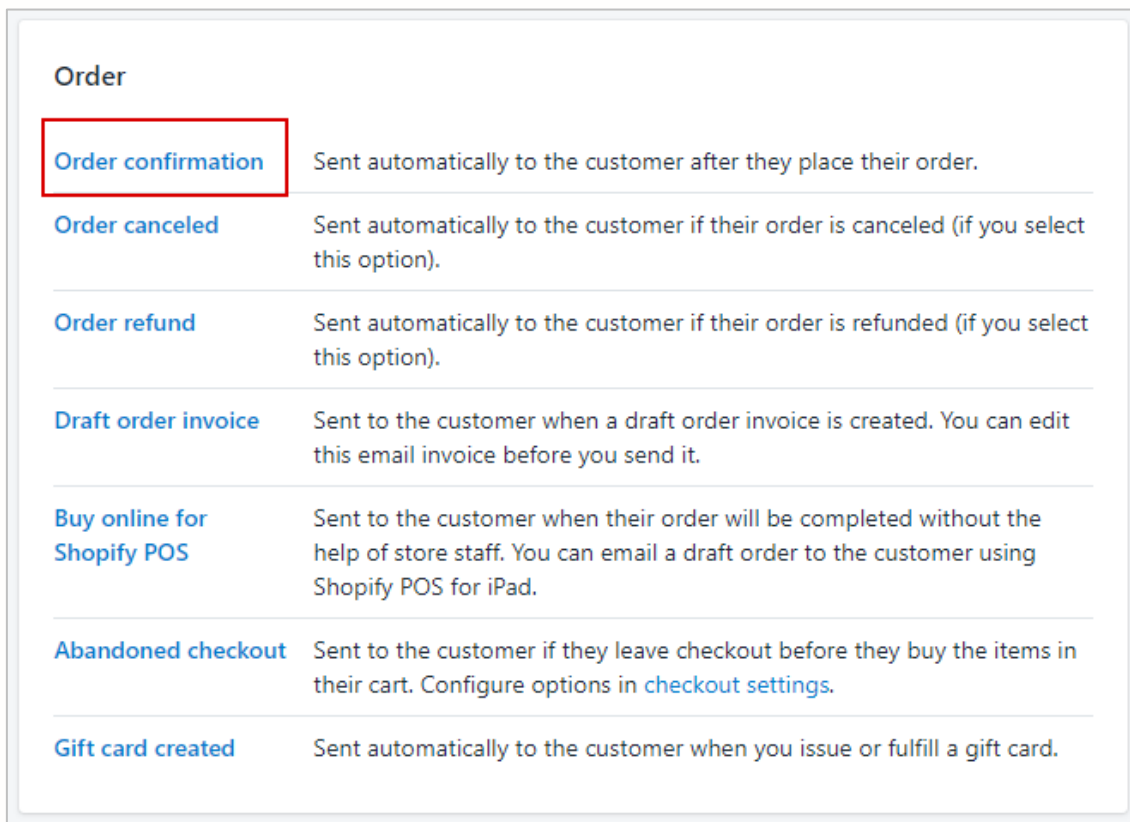 Order
Order confirmation Sent automatically to the customer after they place their order.
Order canceled Sent automatically to the customer if their order is canceled (if you select
this option).
Order refund Sent automatically to the customer if their order is refunded (if you select
this option).
Draft order invoice Sent to the customer when a draft order invoice is created. You can edit
this email invoice before you send it.
Buy online for Sent to the customer when their order will be completed without the
Shopify POS help of store staff. You can email a draft order to the customer using
Shopify POS for iPad.
Abandoned checkout Sent to the customer if they leave checkout before they buy the items in
their cart. Configure options in checkout settings.
Gift card created Sent automatically to the customer when you issue or fulfill a gift card.